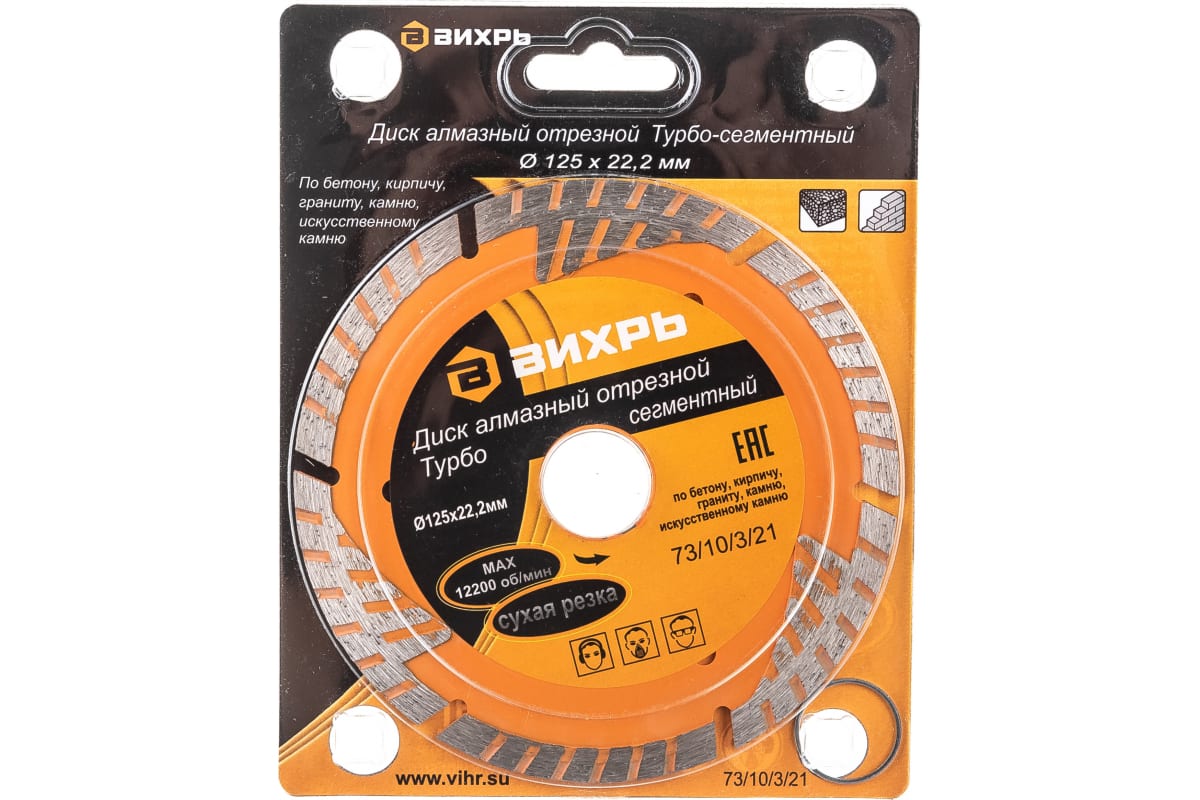 ВИХРЬ
Диск алмазный отрезной Турбо-сегментный
Ø 125 x 22,2 мм
По бетону, кирпичу,
граниту, камню,
искусственному
камню
ВИХРЬ
Диск алмазный отрезной
Турбо сегментный
Ø125x22,2мм
EAC
по бетону, кирпичу,
граниту, камню,
искусственному камню
73/10/3/21
MAX
12200 об/мин
сухая резка
www.vihr.su
73/10/3/21